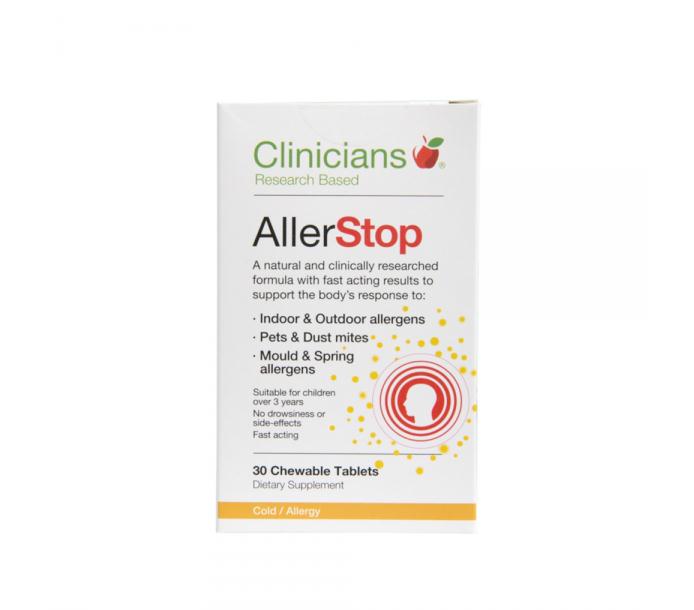 Clinicians®
Research Based
AllerStop
A natural and clinically researched
formula with fast acting results to
support the body's response to:
· Indoor & Outdoor allergens
· Pets & Dust mites
· Mould & Spring
allergens
Suitable for children
over 3 years
No drowsiness or
side-effects
Fast acting
30 Chewable Tablets
Dietary Supplement
Cold / Allergy